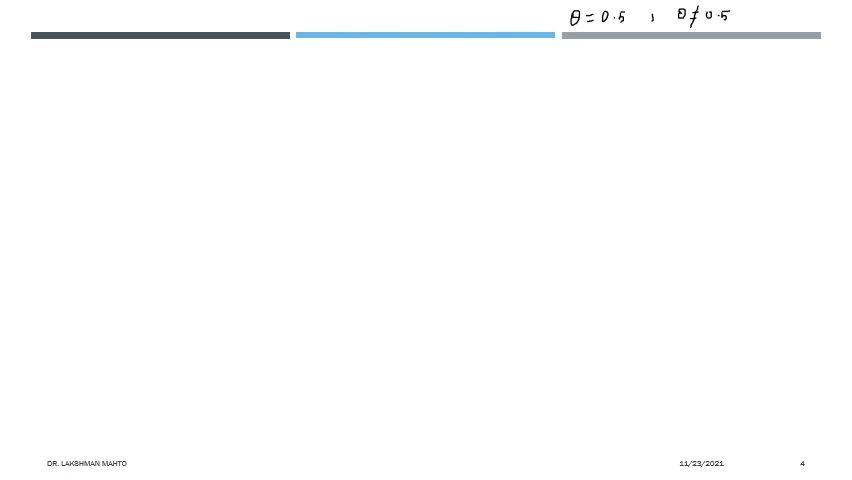 θ = 0.5 , θ ≠ 0.5
DR. LAKSHMAN MAHTO 11/23/2021 4